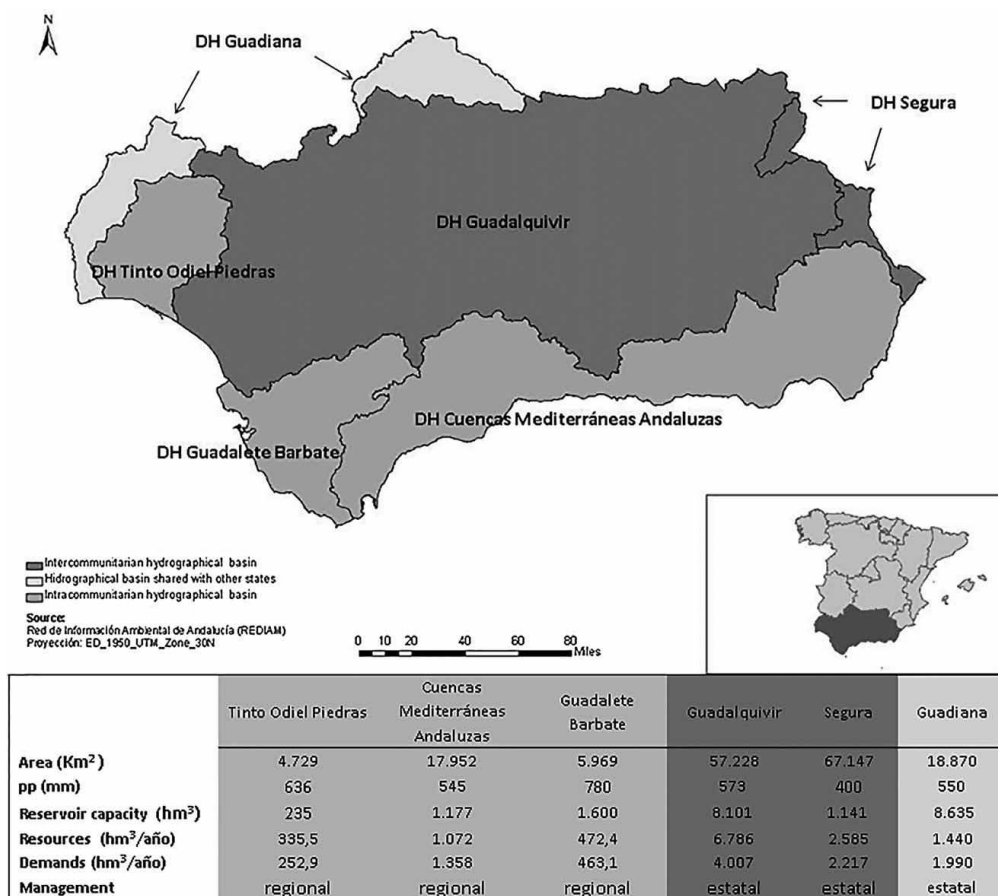 N
DH Guadiana
DH Segura
DH Guadalquivir
DH Tinto Odiel Piedras
DH Cuencas Mediterráneas Andaluzas
DH Guadalete Barbate
Intercommunitarian hydrographical basin
Hidrographical basin shared with other states
Intracommunitarian hydrographical basin
Source:
Red de Información Ambiental de Andalucía (REDIAM)
Proyección: ED_1950_UTM_Zone_30N
0 10 20 40 60 80
Miles
Tinto Odiel Piedras Cuencas Mediterráneas Andaluzas Guadalete Barbate Guadalquivir Segura Guadiana
Area (Km²) 4.729 17.952 5.969 57.228 67.147 18.870
pp (mm) 636 545 780 573 400 550
Reservoir capacity (hm³) 235 1.177 1.600 8.101 1.141 8.635
Resources (hm³/año) 335,5 1.072 472,4 6.786 2.585 1.440
Demands (hm³/año) 252,9 1.358 463,1 4.007 2.217 1.990
Management regional regional regional estatal estatal estatal